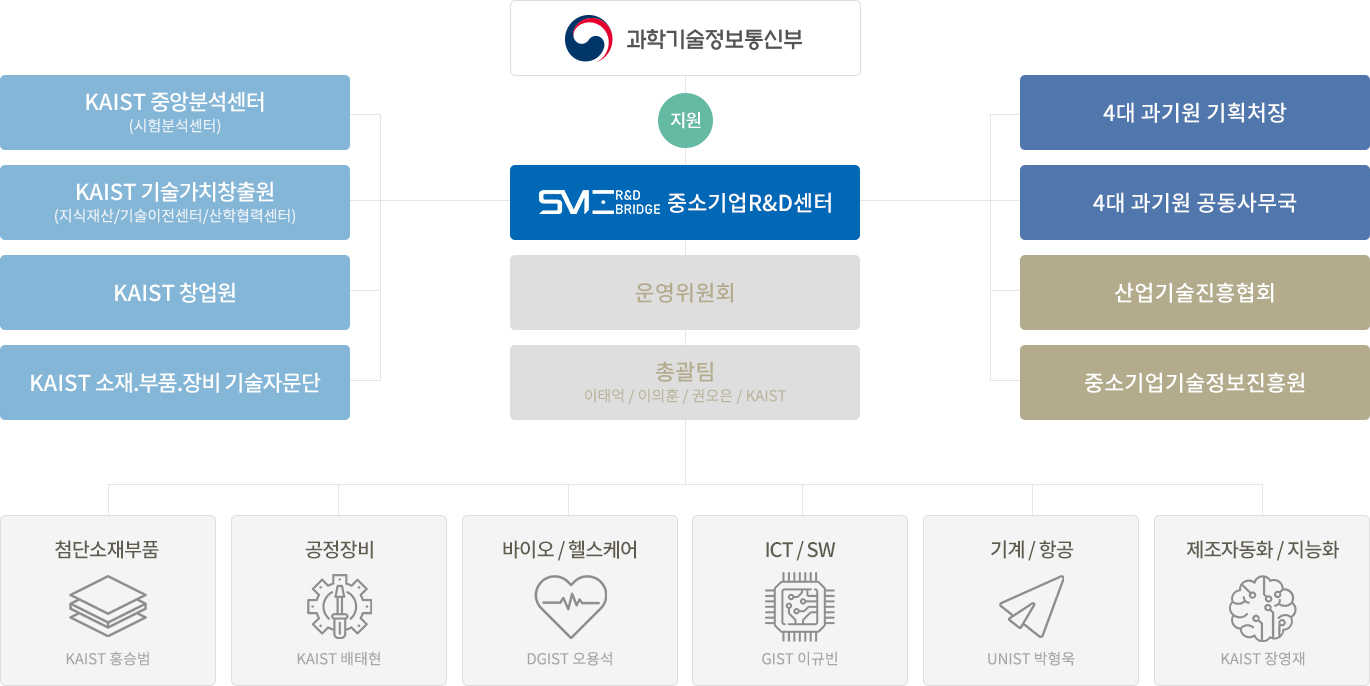 과학기술정보통신부
지원
KAIST 중앙분석센터
(시험분석센터)
KAIST 기술가치창출원
(지식재산/기술이전센터/산학협력센터)
KAIST 창업원
KAIST 소재.부품.장비 기술자문단
SME R&D BRIDGE 중소기업R&D센터
운영위원회
총괄팀
이태억 / 이의훈 / 권오은 / KAIST
4대 과기원 기획처장
4대 과기원 공동사무국
산업기술진흥협회
중소기업기술정보진흥원
첨단소재부품
KAIST 홍승범
공정장비
KAIST 배태현
바이오 / 헬스케어
DGIST 오용석
ICT / SW
GIST 이규빈
기계 / 항공
UNIST 박형욱
제조자동화 / 지능화
KAIST 장영재